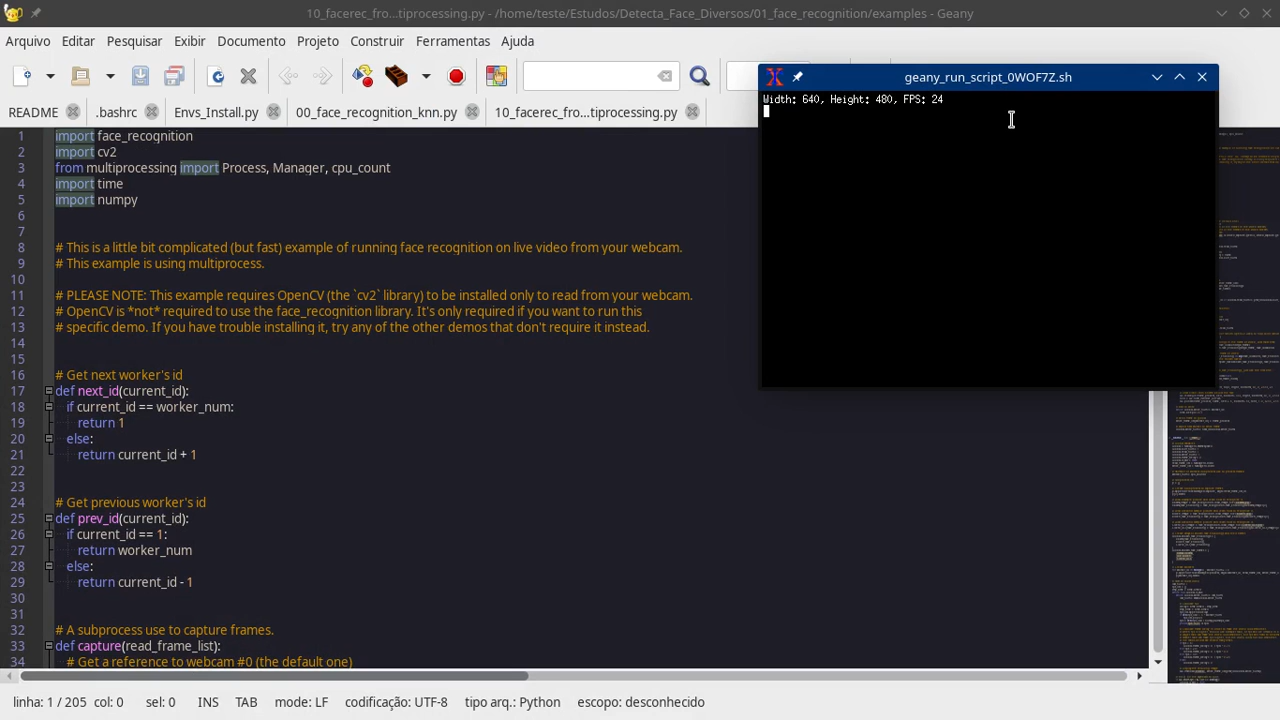 10_facerec_fro...tiprocessing.py - /home/teste/Estudos/Detecta_Face_Diversos/01_face_recognition/examples - Geany
Arquivo Editar Pesquisar Exibir Documento Projeto Construir Ferramentas Ajuda
README .bashrc Envs_Install.py 00_face_recognition_knn.py 10_facerec_fro...tiprocessing.py
geany_run_script_0WOF7Z.sh
Width: 640, Height: 480, FPS: 24
1 import face_recognition
2 import cv2
3 from multiprocessing import Process, Manager, cpu_count
4 import time
5 import numpy
6
7
8 # This is a little bit complicated (but fast) example of running face recognition on live video from your webcam.
9 # This example is using multiprocess.
10
11 # PLEASE NOTE: This example requires OpenCV (the `cv2` library) to be installed only to read from your webcam.
12 # OpenCV is *not* required to use the face_recognition library. It's only required if you want to run this
13 # specific demo. If you have trouble installing it, try any of the other demos that don't require it instead.
14
15
16 # Get next worker's id
17 def next_id(current_id):
18 if current_id == worker_num:
19 return 1
20 else:
21 return current_id + 1
22
23
24 # Get previous worker's id
25 def prev_id(current_id):
26 if current_id == 1:
27 return worker_num
28 else:
29 return current_id - 1
30
31
32 # A subprocess use to capture frames.
33 def capture(read_frame_list):
34 # Get a reference to webcam #0 (the default one)
linha: 1 / 207 col: 0 sel: 0 INS TAB mode: LF codificação: UTF-8 tipo arq.: Python escopo: desconhecido